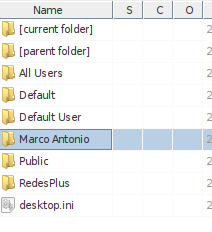 Name S C O
[current folder]
[parent folder]
All Users
Default
Default User
Marco Antonio
Public
RedesPlus
desktop.ini